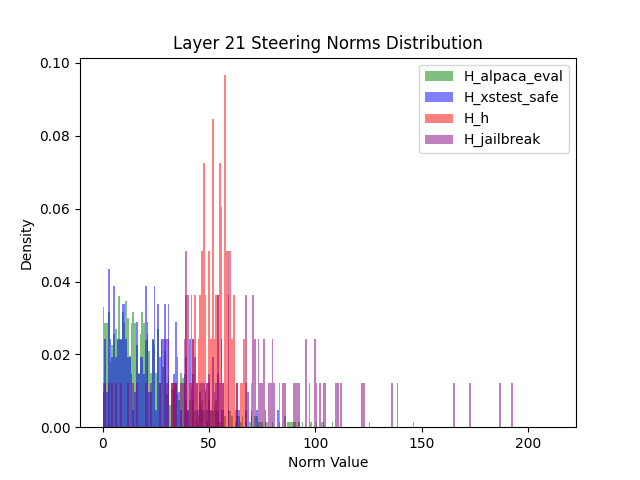 Layer 21 Steering Norms Distribution
H_alpaca_eval
H_xstest_safe
H_h
H_jailbreak
Density
0.10
0.08
0.06
0.04
0.02
0.00
0
50
100
150
200
Norm Value